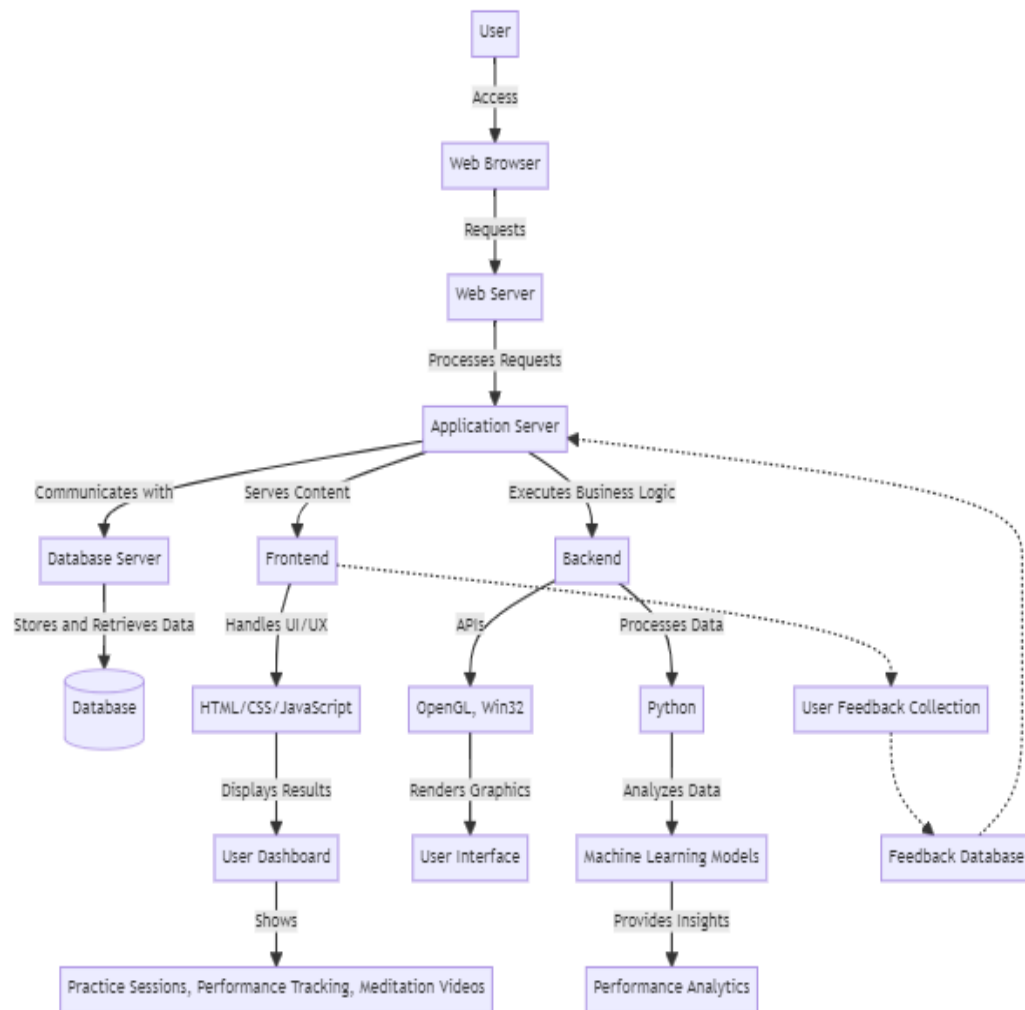 User
Access
Web Browser
Requests
Web Server
Processes Requests
Application Server
Communicates with
Serves Content
Executes Business Logic
Database Server
Frontend
Backend
Stores and Retrieves Data
Handles UI/UX
APIs
Processes Data
Database
HTML/CSS/JavaScript
OpenGL, Win32
Python
User Feedback Collection
Displays Results
Renders Graphics
Analyzes Data
User Dashboard
User Interface
Machine Learning Models
Feedback Database
Shows
Provides Insights
Practice Sessions, Performance Tracking, Meditation Videos
Performance Analytics